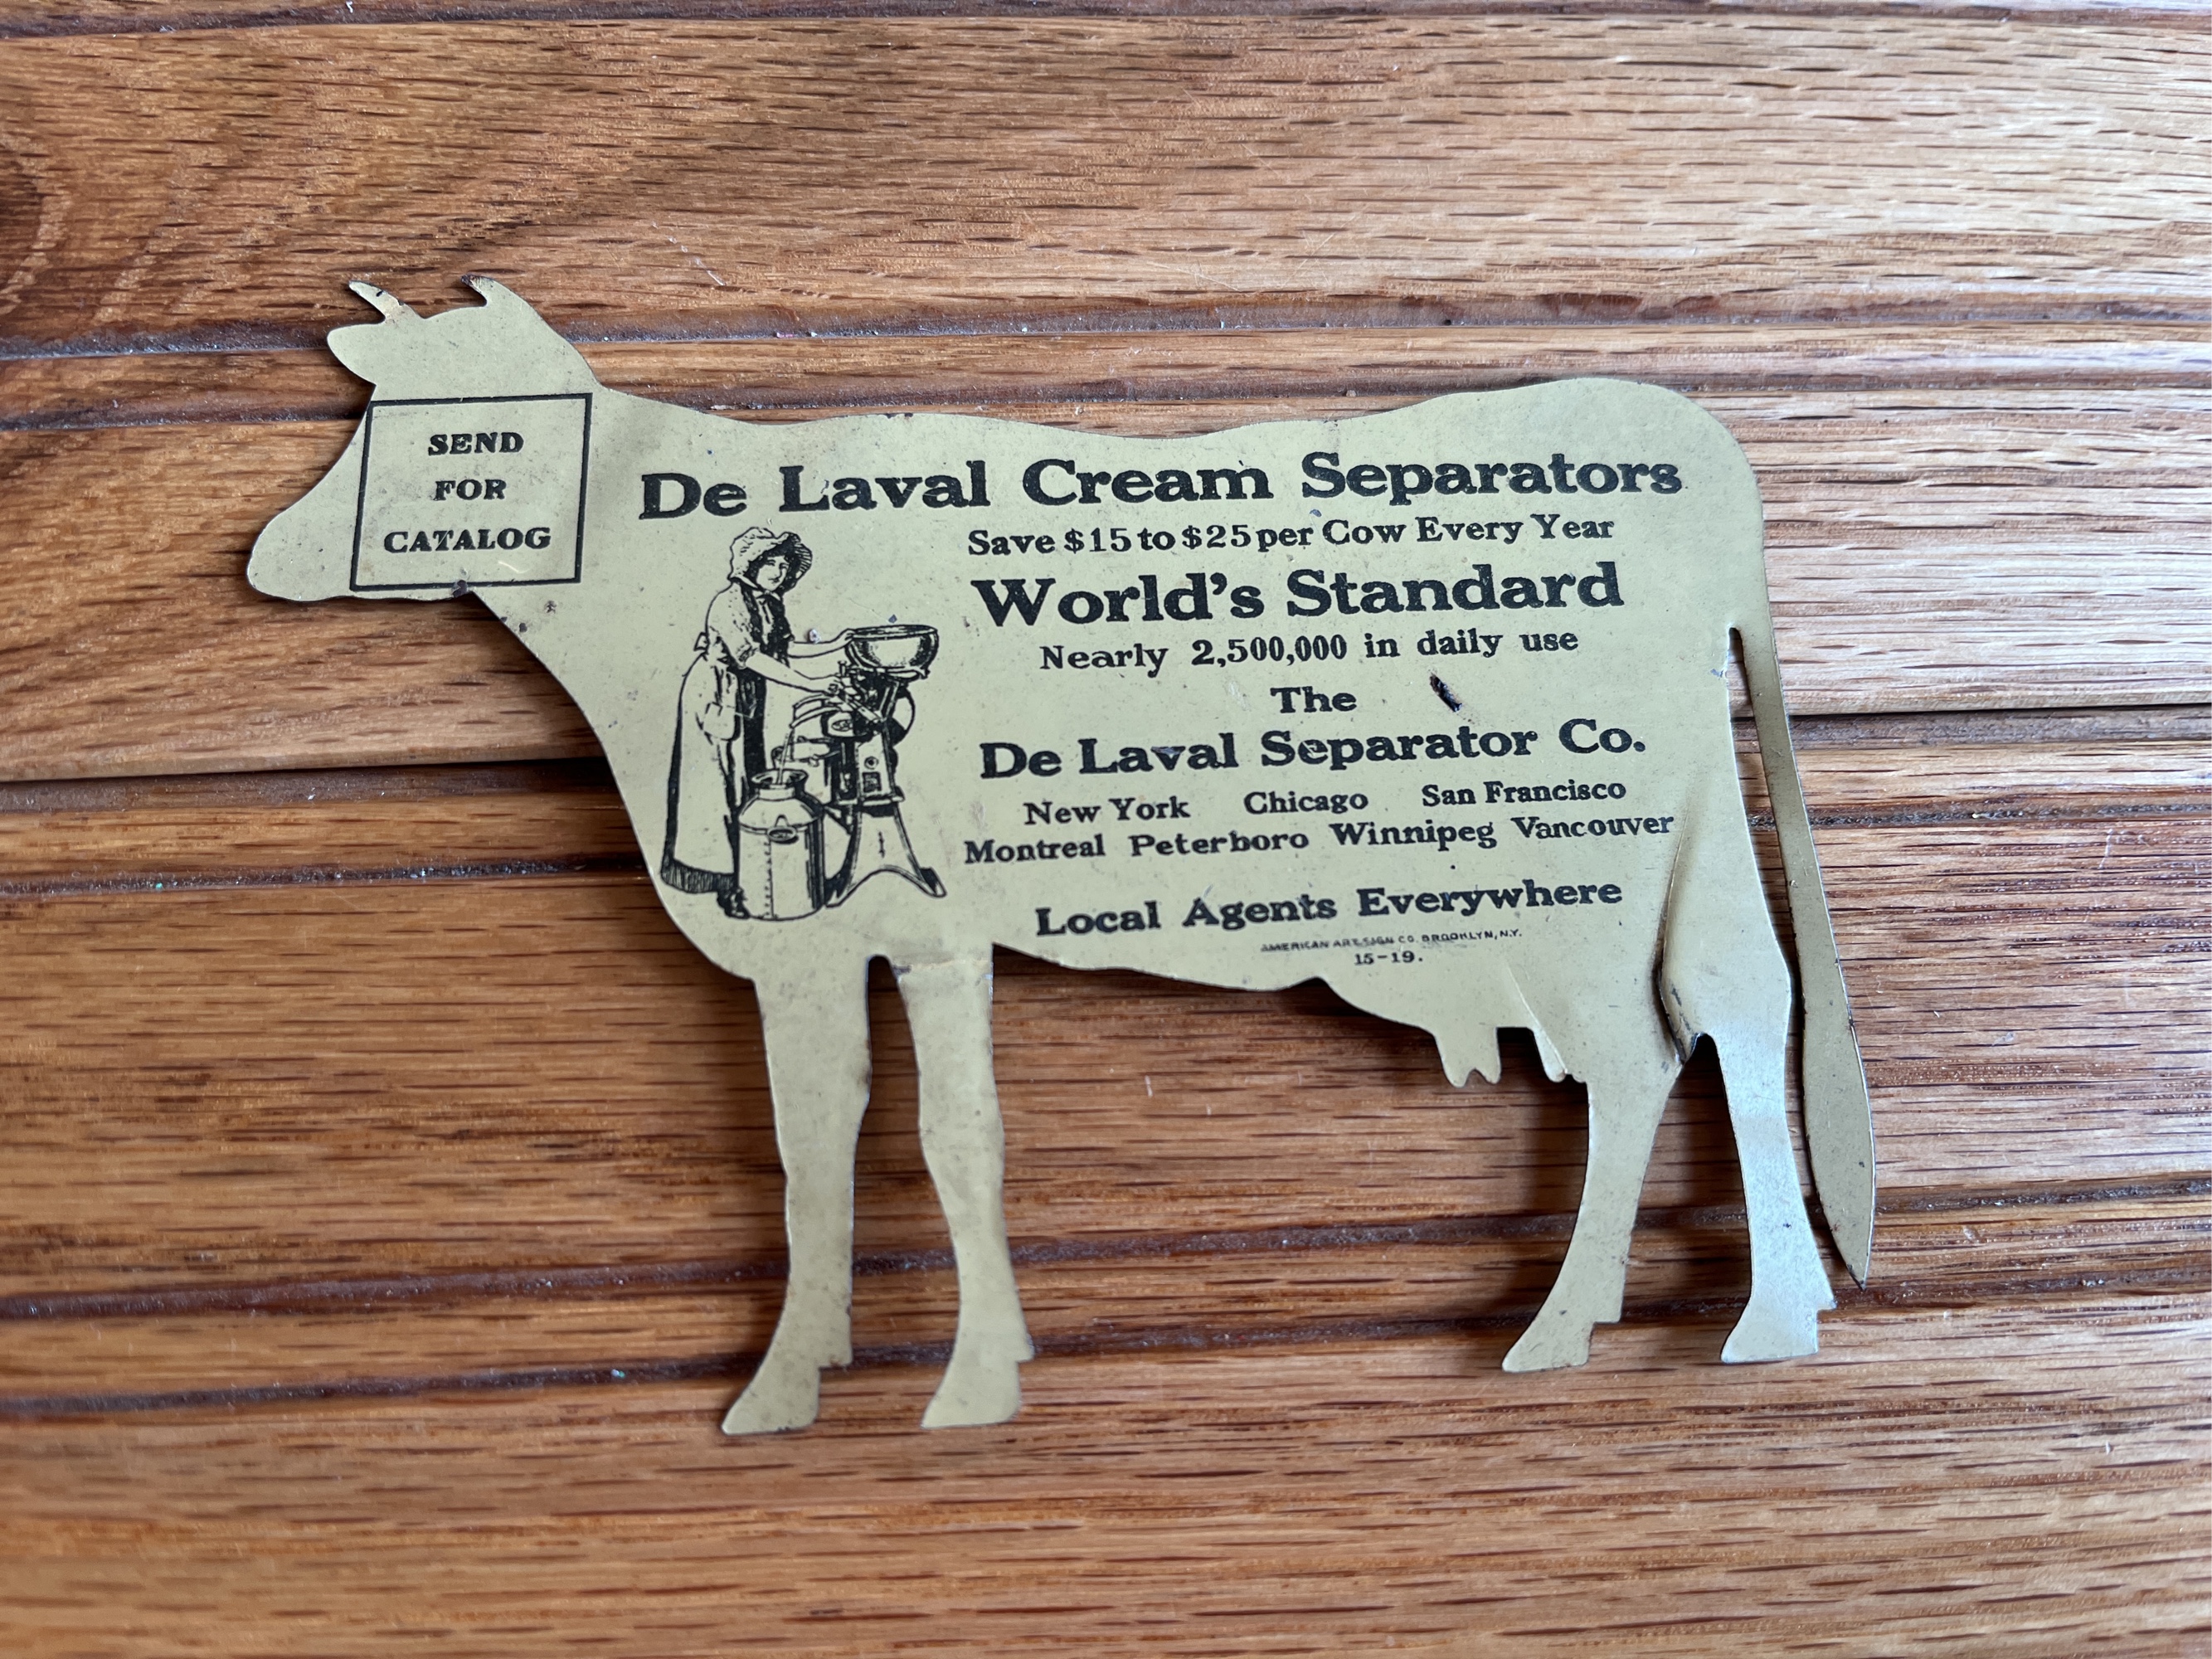 SEND
FOR
CATALOG
De Laval Cream Separators
Save $15 to $25 per Cow Every Year
World's Standard
Nearly 2,500,000 in daily use
The
De Laval Separator Co.
New York Chicago San Francisco
Montreal Peterboro Winnipeg Vancouver
Local Agents Everywhere
AMERICAN ART SIGN CO. BROOKLYN, N.Y.
15-19.